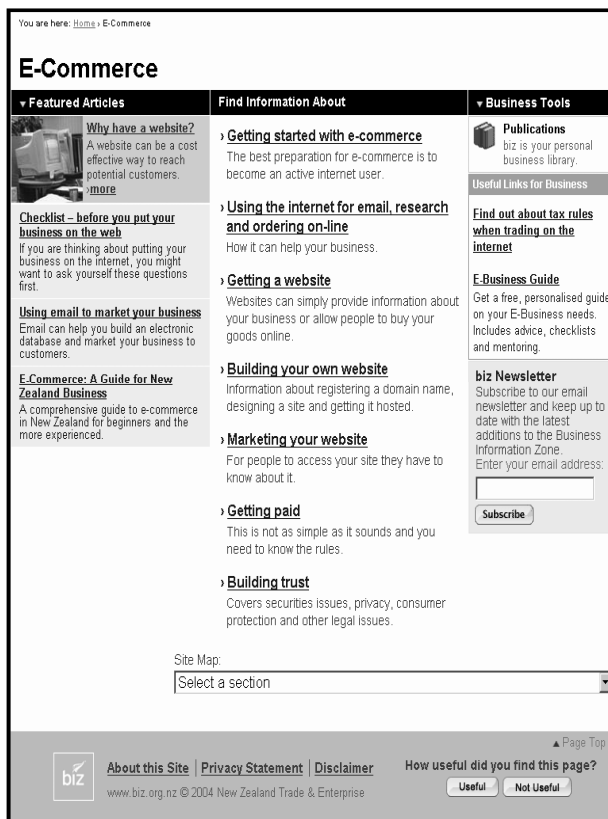 You are here: Home › E-Commerce
E-Commerce
▾ Featured Articles
Why have a website?
A website can be a cost
effective way to reach
potential customers.
›more
Checklist – before you put your
business on the web
If you are thinking about putting your
business on the internet, you might
want to ask yourself these questions
first.
Using email to market your business
Email can help you build an electronic
database and market your business to
customers.
E-Commerce: A Guide for New
Zealand Business
A comprehensive guide to e-commerce
in New Zealand for beginners and the
more experienced.
Find Information About
› Getting started with e-commerce
The best preparation for e-commerce is to
become an active internet user.
› Using the internet for email, research
and ordering on-line
How it can help your business.
› Getting a website
Websites can simply provide information about
your business or allow people to buy your
goods online.
› Building your own website
Information about registering a domain name,
designing a site and getting it hosted.
› Marketing your website
For people to access your site they have to
know about it.
› Getting paid
This is not as simple as it sounds and you
need to know the rules.
› Building trust
Covers securities issues, privacy, consumer
protection and other legal issues.
▾ Business Tools
Publications
biz is your personal
business library.
Useful Links for Business
Find out about tax rules
when trading on the
internet
E-Business Guide
Get a free, personalised guide
on your E-Business needs.
Includes advice, checklists
and mentoring.
biz Newsletter
Subscribe to our email
newsletter and keep up to
date with the latest
additions to the Business
Information Zone.
Enter your email address:
Subscribe
Site Map:
Select a section
▲ Page Top
biz
About this Site | Privacy Statement | Disclaimer
www.biz.org.nz © 2004 New Zealand Trade & Enterprise
How useful did you find this page?
Useful
Not Useful